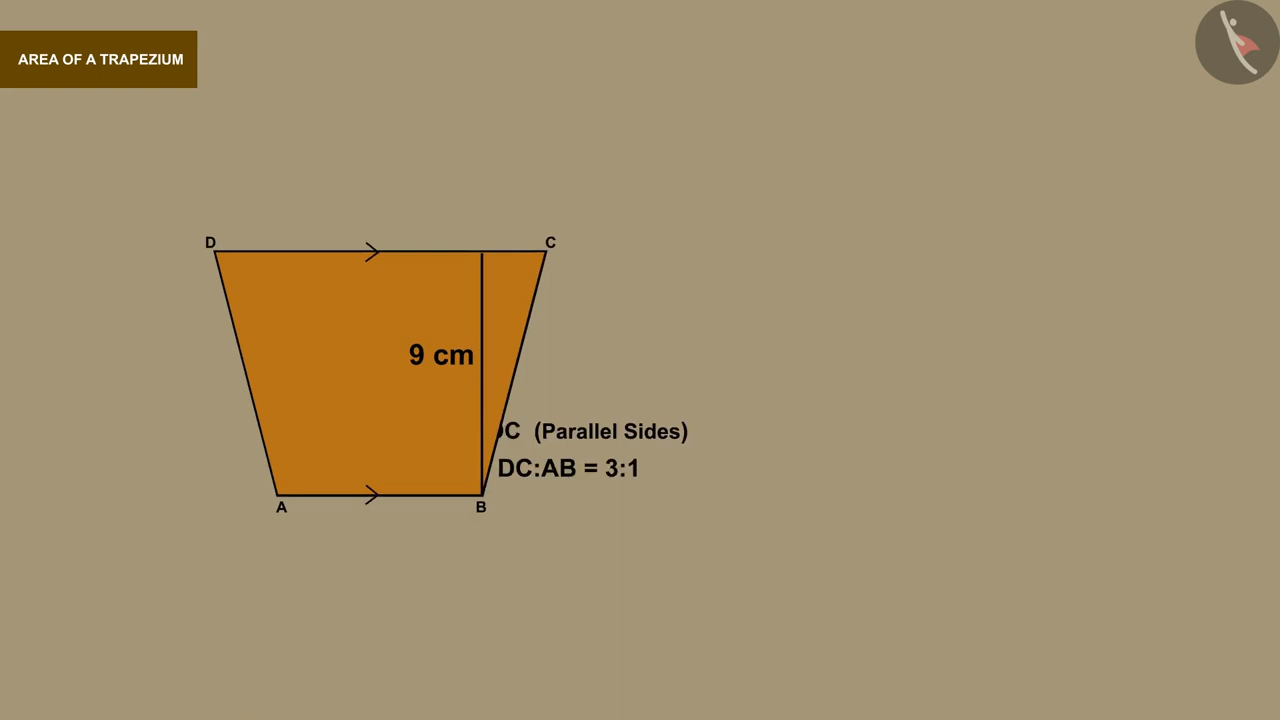 AREA OF A TRAPEZIUM
D
C
9 cm
(Parallel Sides)
DC:AB = 3:1
A
B